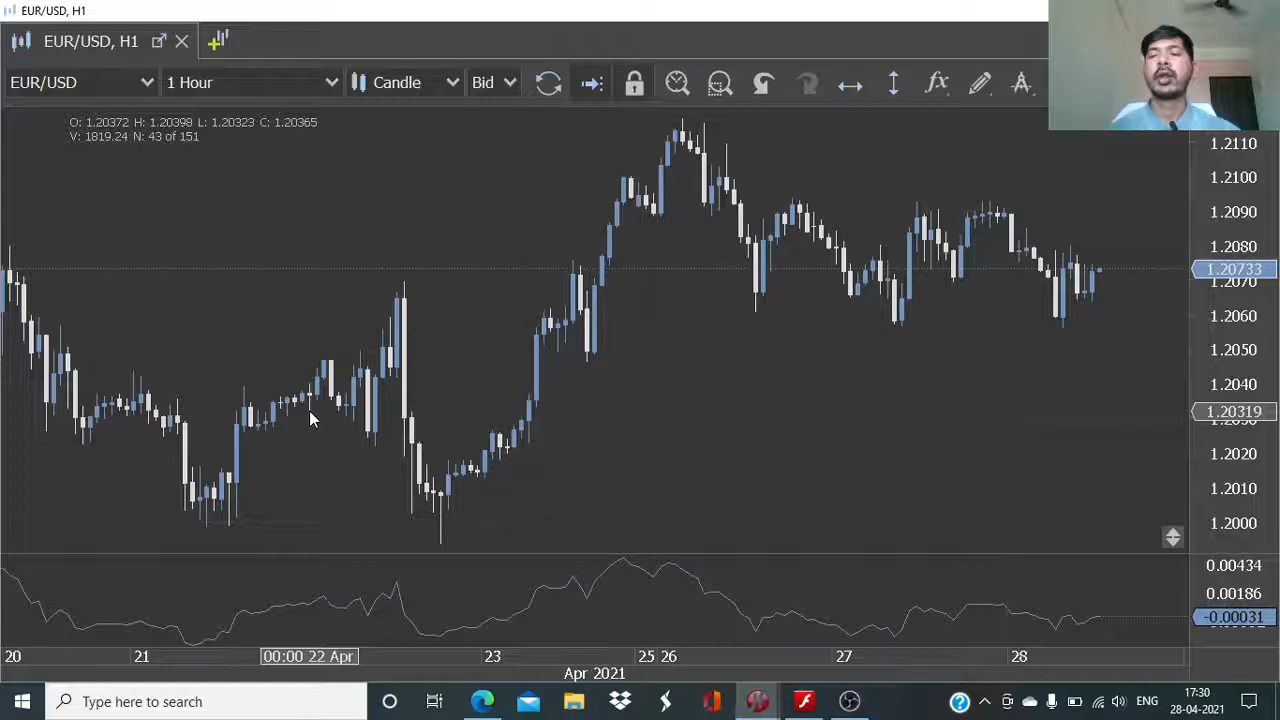 EUR/USD, H1
EUR/USD, H1
EUR/USD 1 Hour Candle Bid fx
O: 1.20372 H: 1.20398 L: 1.20323 C: 1.20365
V: 1819.24 N: 43 of 151
1.2110
1.2100
1.2090
1.2080
1.20733
1.2070
1.2060
1.2050
1.2040
1.20319
1.2020
1.2010
1.2000
0.00434
0.00186
-0.00031
20 21 00:00 22 Apr 23 25 26 27 28
Apr 2021
Type here to search
ENG
17:30
28-04-2021